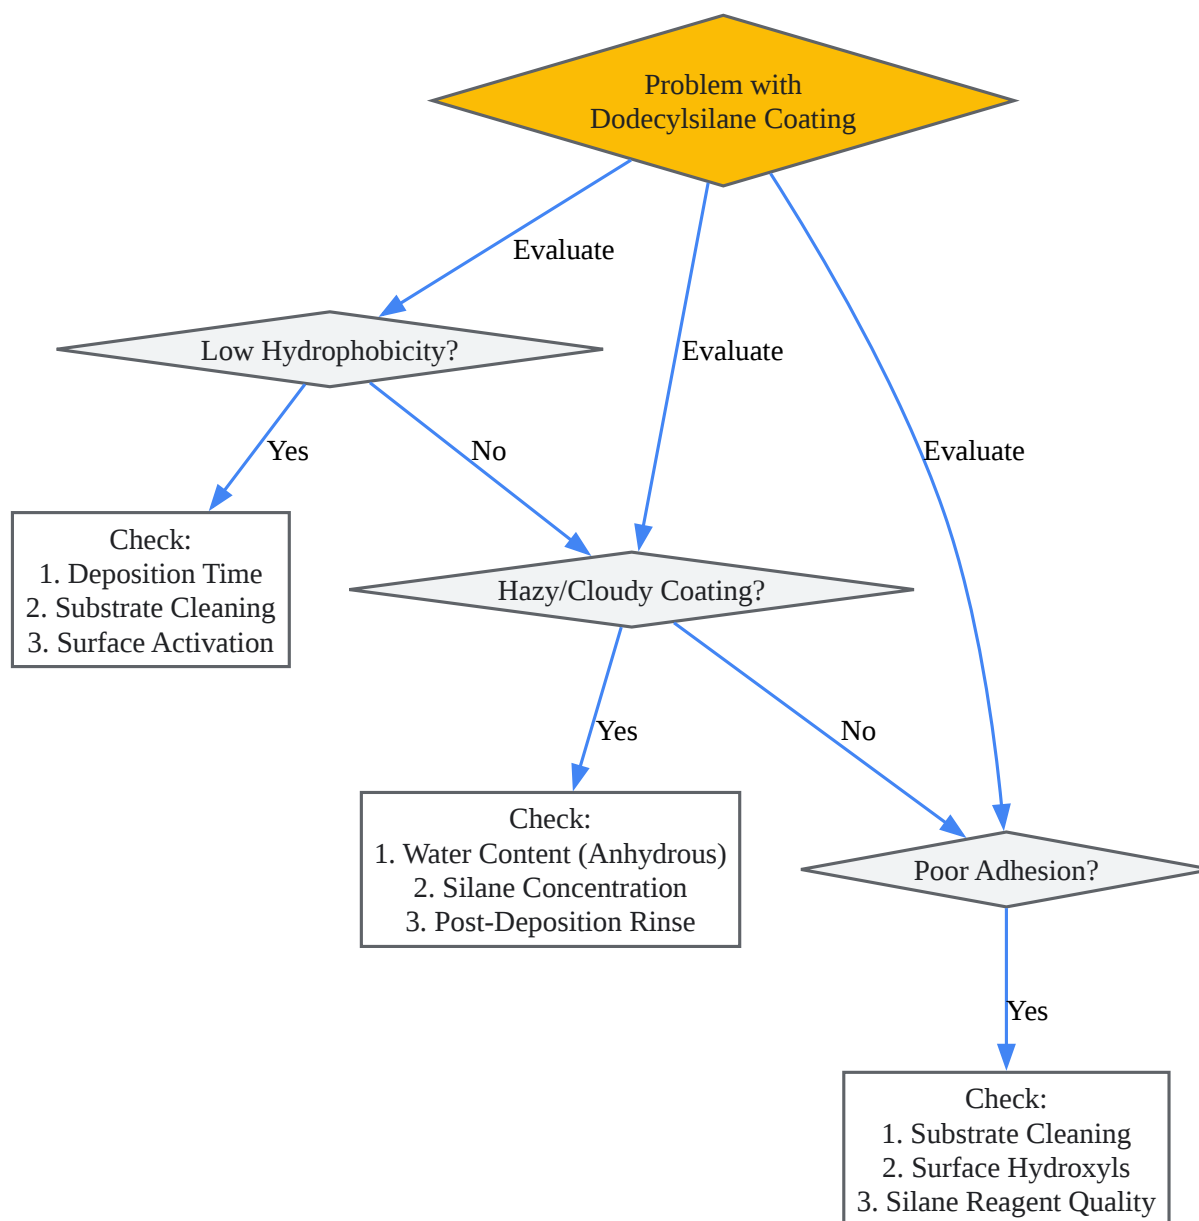 Problem with
Dodecylsilane Coating
Evaluate
Evaluate
Evaluate
Low Hydrophobicity?
Yes
No
Check:
1. Deposition Time
2. Substrate Cleaning
3. Surface Activation
Hazy/Cloudy Coating?
Yes
No
Check:
1. Water Content (Anhydrous)
2. Silane Concentration
3. Post-Deposition Rinse
Poor Adhesion?
Yes
Check:
1. Substrate Cleaning
2. Surface Hydroxyls
3. Silane Reagent Quality